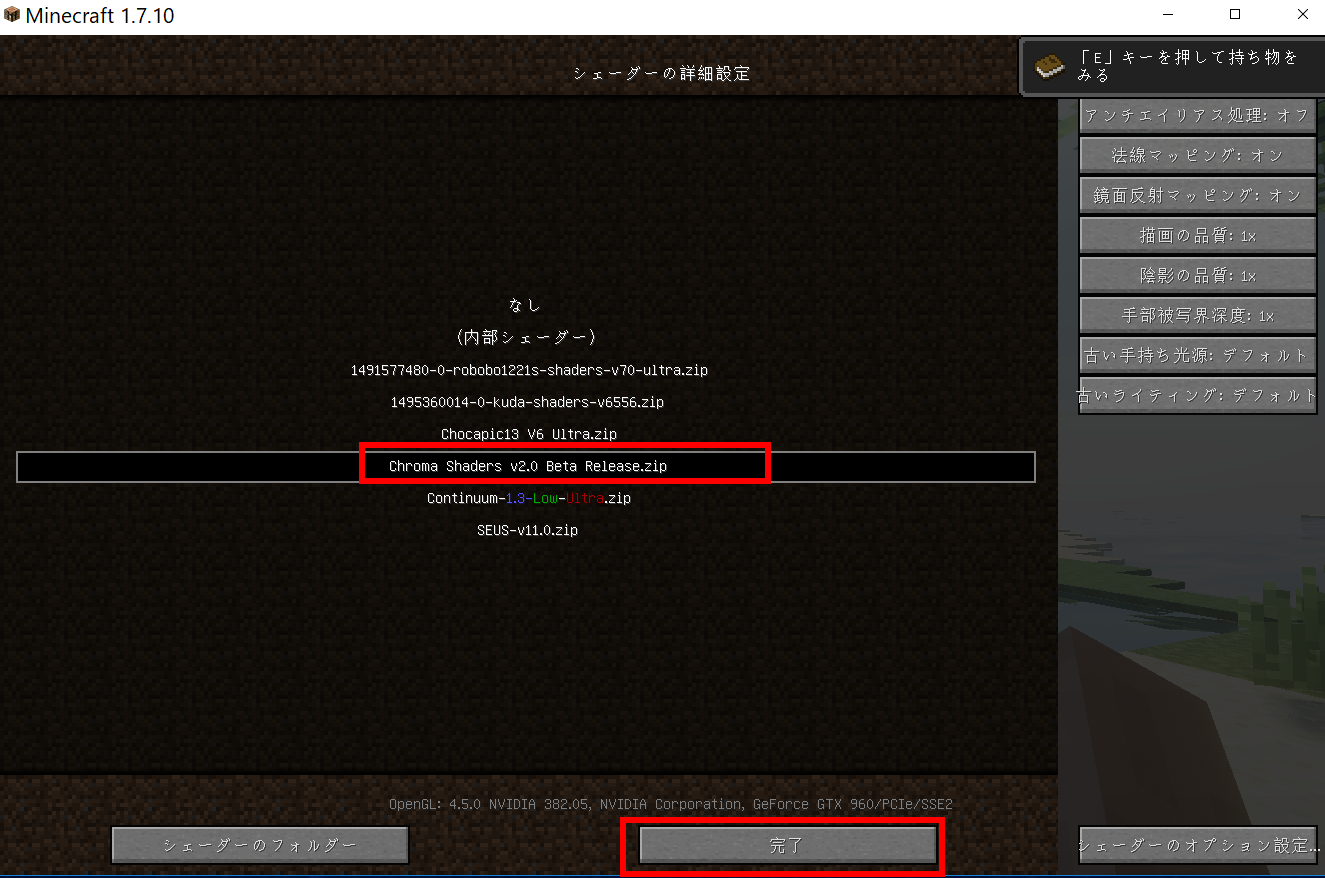 Minecraft 1.7.10
シェーダーの詳細設定
「E」キーを押して持ち物を
みる
アンチエイリアス処理: オフ
法線マッピング: オン
鏡面反射マッピング: オン
描画の品質: 1x
陰影の品質: 1x
手部被写界深度: 1x
古い手持ち光源: デフォルト
古いライティング: デフォルト
なし
(内部シェーダー)
1491577480-0-robobo1221s-shaders-v70-ultra.zip
1495360014-0-kuda-shaders-v6556.zip
Chocapic13 V6 Ultra.zip
Chroma Shaders v2.0 Beta Release.zip
Continuum-1.3-Low-Ultra.zip
SEUS-v11.0.zip
OpenGL: 4.5.0 NVIDIA 382.05, NVIDIA Corporation, GeForce GTX 960/PCIe/SSE2
シェーダーのフォルダー
完了
シェーダーのオプション設定...